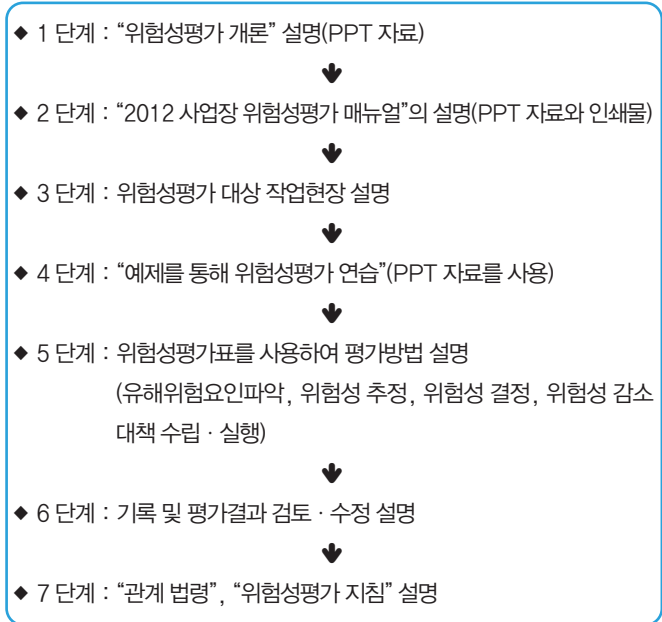 ◆ 1 단계 : “위험성평가 개론” 설명(PPT 자료)
◆ 2 단계 : “2012 사업장 위험성평가 매뉴얼”의 설명(PPT 자료와 인쇄물)
◆ 3 단계 : 위험성평가 대상 작업현장 설명
◆ 4 단계 : “예제를 통해 위험성평가 연습”(PPT 자료를 사용)
◆ 5 단계 : 위험성평가표를 사용하여 평가방법 설명
(유해위험요인파악, 위험성 추정, 위험성 결정, 위험성 감소
대책 수립 · 실행)
◆ 6 단계 : 기록 및 평가결과 검토 · 수정 설명
◆ 7 단계 : “관계 법령”, “위험성평가 지침” 설명